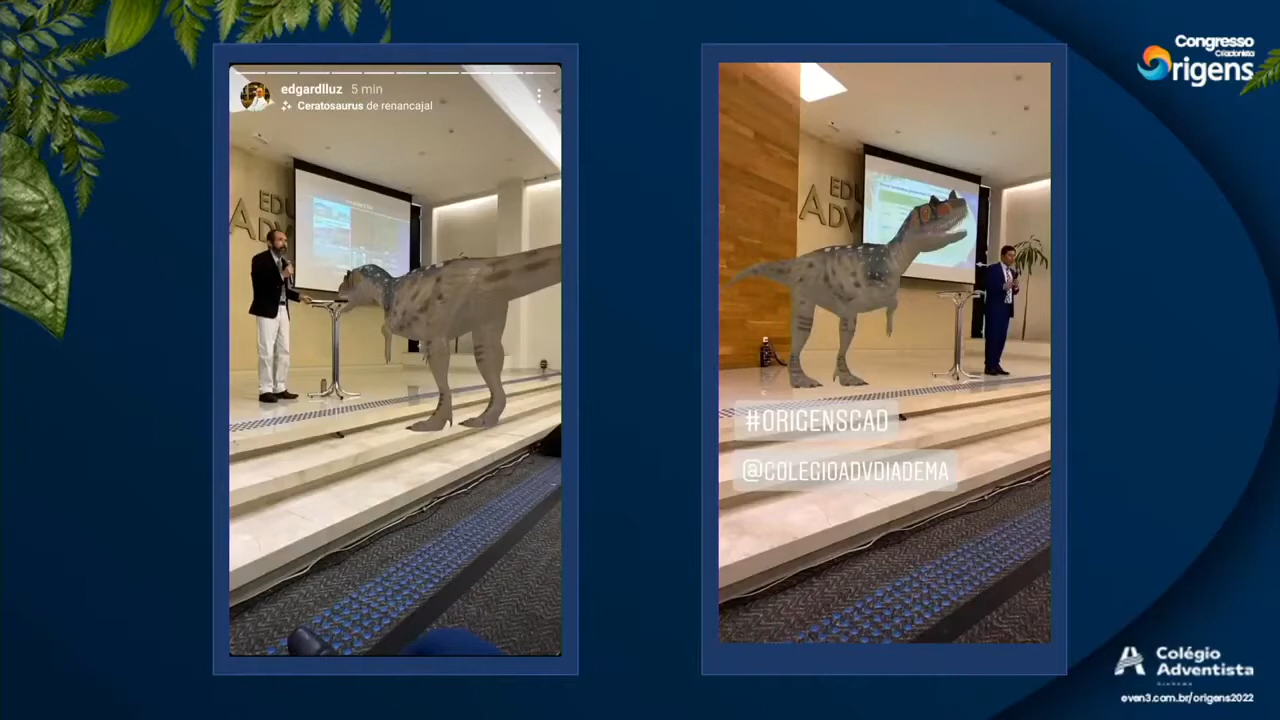 edgardlluz 5 min
Ceratosaurus de renancajal
EDU
ADV
EDU
ADV
#ORIGENSCAD
@COLEGIOADVDIADEMA
Congresso
Criacionista
Origens
Colégio
Adventista
even3.com.br/origens2022